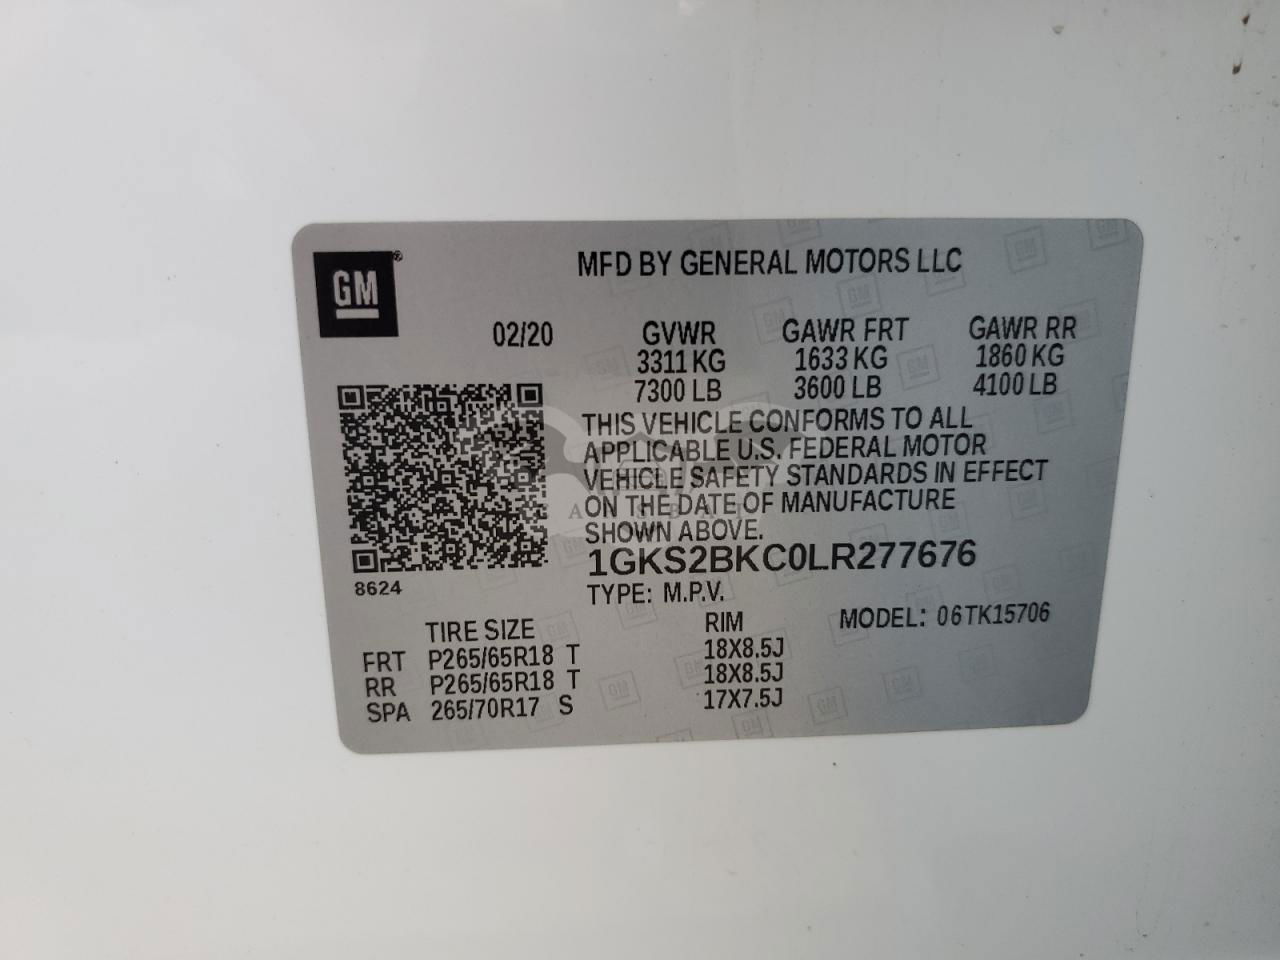 GM®
MFD BY GENERAL MOTORS LLC
02/20 GVWR GAWR FRT GAWR RR
3311 KG 1633 KG 1860 KG
7300 LB 3600 LB 4100 LB
THIS VEHICLE CONFORMS TO ALL
APPLICABLE U.S. FEDERAL MOTOR
VEHICLE SAFETY STANDARDS IN EFFECT
ON THE DATE OF MANUFACTURE
SHOWN ABOVE.
1GKS2BKC0LR277676
8624
TYPE: M.P.V.
MODEL: 06TK15706
TIRE SIZE RIM
FRT P265/65R18 T 18X8.5J
RR P265/65R18 T 18X8.5J
SPA 265/70R17 S 17X7.5J